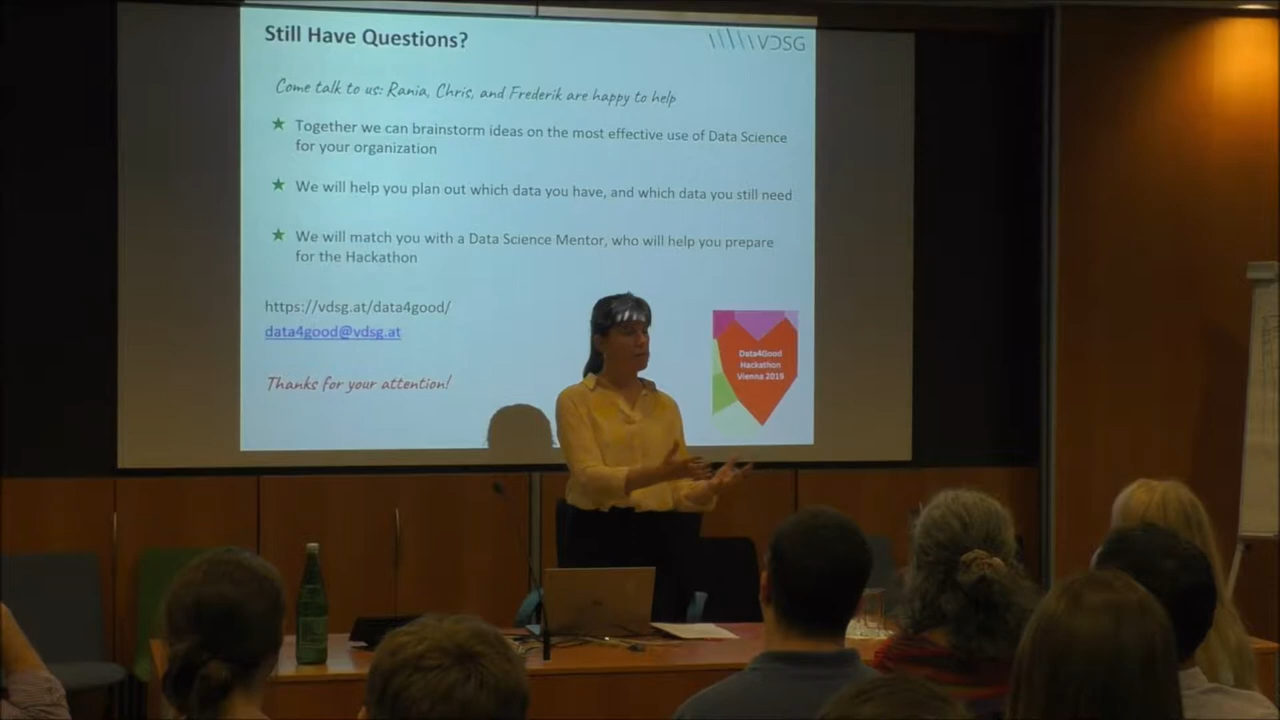 Still Have Questions?
VDSG
Come talk to us: Rania, Chris, and Frederik are happy to help
★ Together we can brainstorm ideas on the most effective use of Data Science
for your organization
★ We will help you plan out which data you have, and which data you still need
★ We will match you with a Data Science Mentor, who will help you prepare
for the Hackathon
https://vdsg.at/data4good/
data4good@vdsg.at
Thanks for your attention!
Data4Good
Hackathon
Vienna 2019